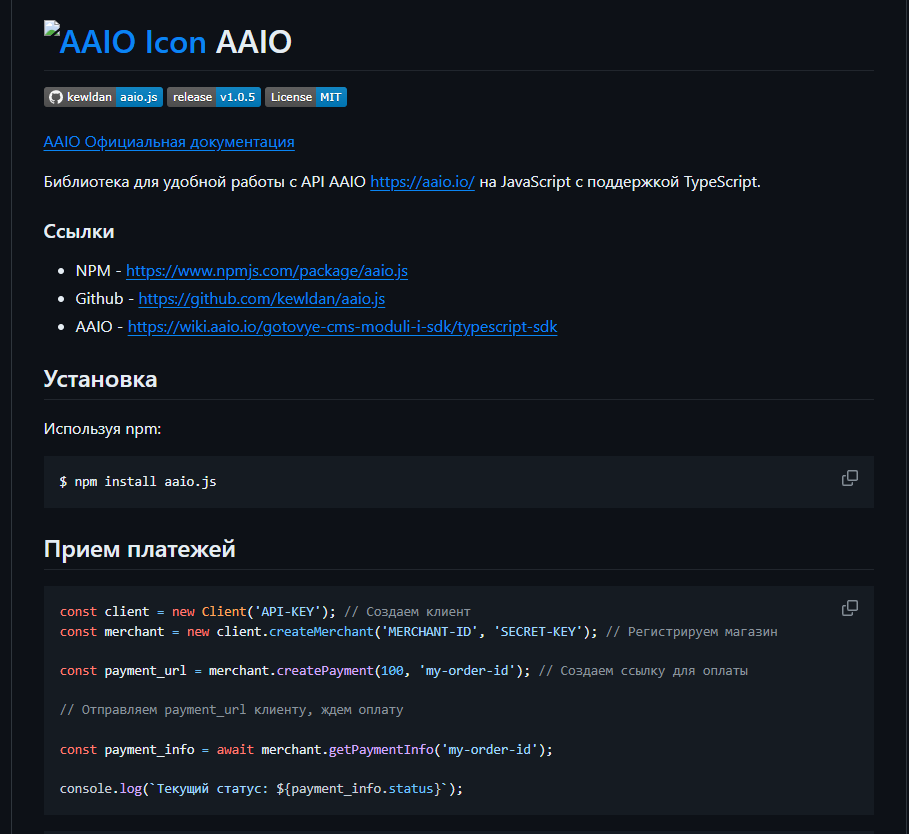 AAIO Icon AAIO
kewldan aaio.js release v1.0.5 License MIT
AAIO Официальная документация
Библиотека для удобной работы с API AAIO https://aaio.io/ на JavaScript с поддержкой TypeScript.
Ссылки
NPM - https://www.npmjs.com/package/aaio.js
Github - https://github.com/kewldan/aaio.js
AAIO - https://wiki.aaio.io/gotovye-cms-moduli-i-sdk/typescript-sdk
Установка
Используя npm:
$ npm install aaio.js
Прием платежей
const client = new Client('API-KEY'); // Создаем клиент
const merchant = new client.createMerchant('MERCHANT-ID', 'SECRET-KEY'); // Регистрируем магазин
const payment_url = merchant.createPayment(100, 'my-order-id'); // Создаем ссылку для оплаты
// Отправляем payment_url клиенту, ждем оплату
const payment_info = await merchant.getPaymentInfo('my-order-id');
console.log(`Текущий статус: ${payment_info.status}`);